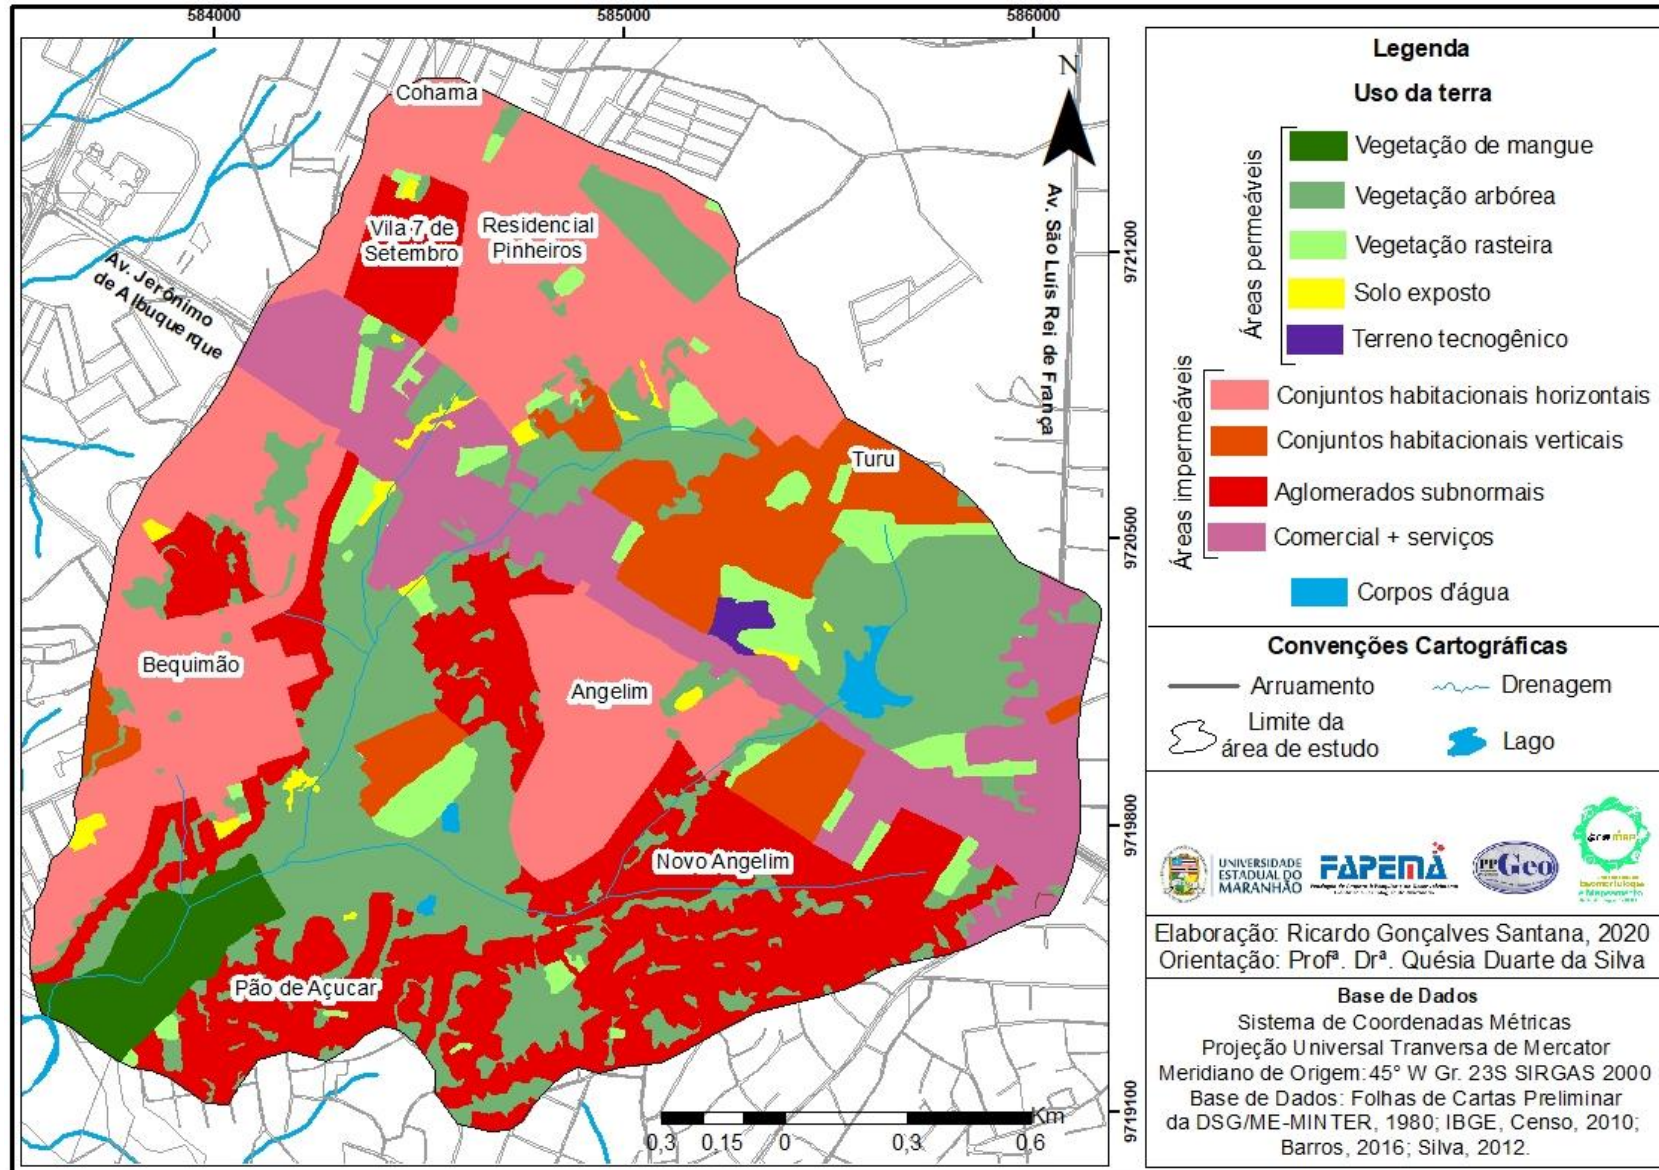 584000
585000
586000
Cohama
N
Vila 7 de
Setembro
Residencial
Pinheiros
Av. São Luis Rei de França
Av. Jerônimo
de Albuquerque
9721200
Turu
9720500
Bequimão
Angelim
9719800
Novo Angelim
Pão de Açucar
9719100
Km
0,3 0,15 0 0,3 0,6
Legenda
Uso da terra
Áreas permeáveis
Vegetação de mangue
Vegetação arbórea
Vegetação rasteira
Solo exposto
Terreno tecnogênico
Áreas impermeáveis
Conjuntos habitacionais horizontais
Conjuntos habitacionais verticais
Aglomerados subnormais
Comercial + serviços
Corpos d'água
Convenções Cartográficas
Arruamento
Drenagem
Limite da
área de estudo
Lago
UNIVERSIDADE
ESTADUAL DO
MARANHÃO
FAPEMA
PPGeo
Elaboração: Ricardo Gonçalves Santana, 2020
Orientação: Profª. Drª. Quésia Duarte da Silva
Base de Dados
Sistema de Coordenadas Métricas
Projeção Universal Tranversa de Mercator
Meridiano de Origem: 45° W Gr. 23S SIRGAS 2000
Base de Dados: Folhas de Cartas Preliminar
da DSG/ME-MINTER, 1980; IBGE, Censo, 2010;
Barros, 2016; Silva, 2012.